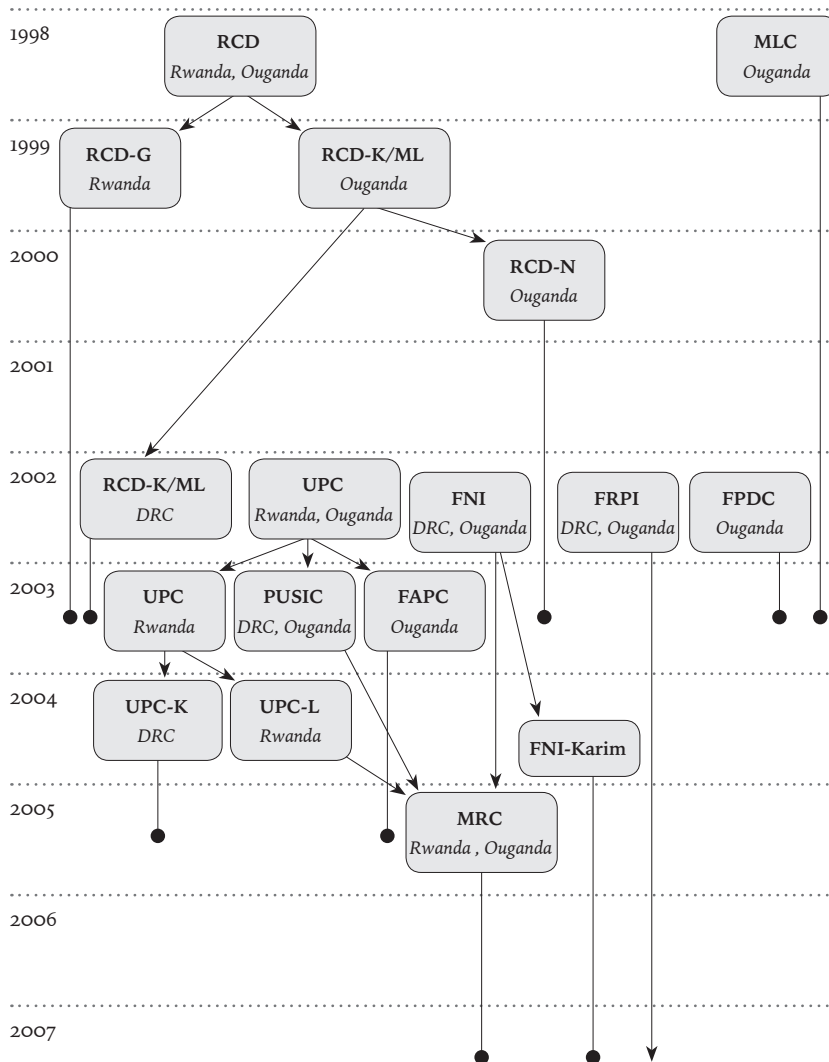 1998
RCD
Rwanda, Ouganda
MLC
Ouganda
1999
RCD-G
Rwanda
RCD-K/ML
Ouganda
2000
RCD-N
Ouganda
2001
2002
RCD-K/ML
DRC
UPC
Rwanda, Ouganda
FNI
DRC, Ouganda
FRPI
DRC, Ouganda
FPDC
Ouganda
2003
UPC
Rwanda
PUSIC
DRC, Ouganda
FAPC
Ouganda
2004
UPC-K
DRC
UPC-L
Rwanda
FNI-Karim
2005
MRC
Rwanda , Ouganda
2006
2007